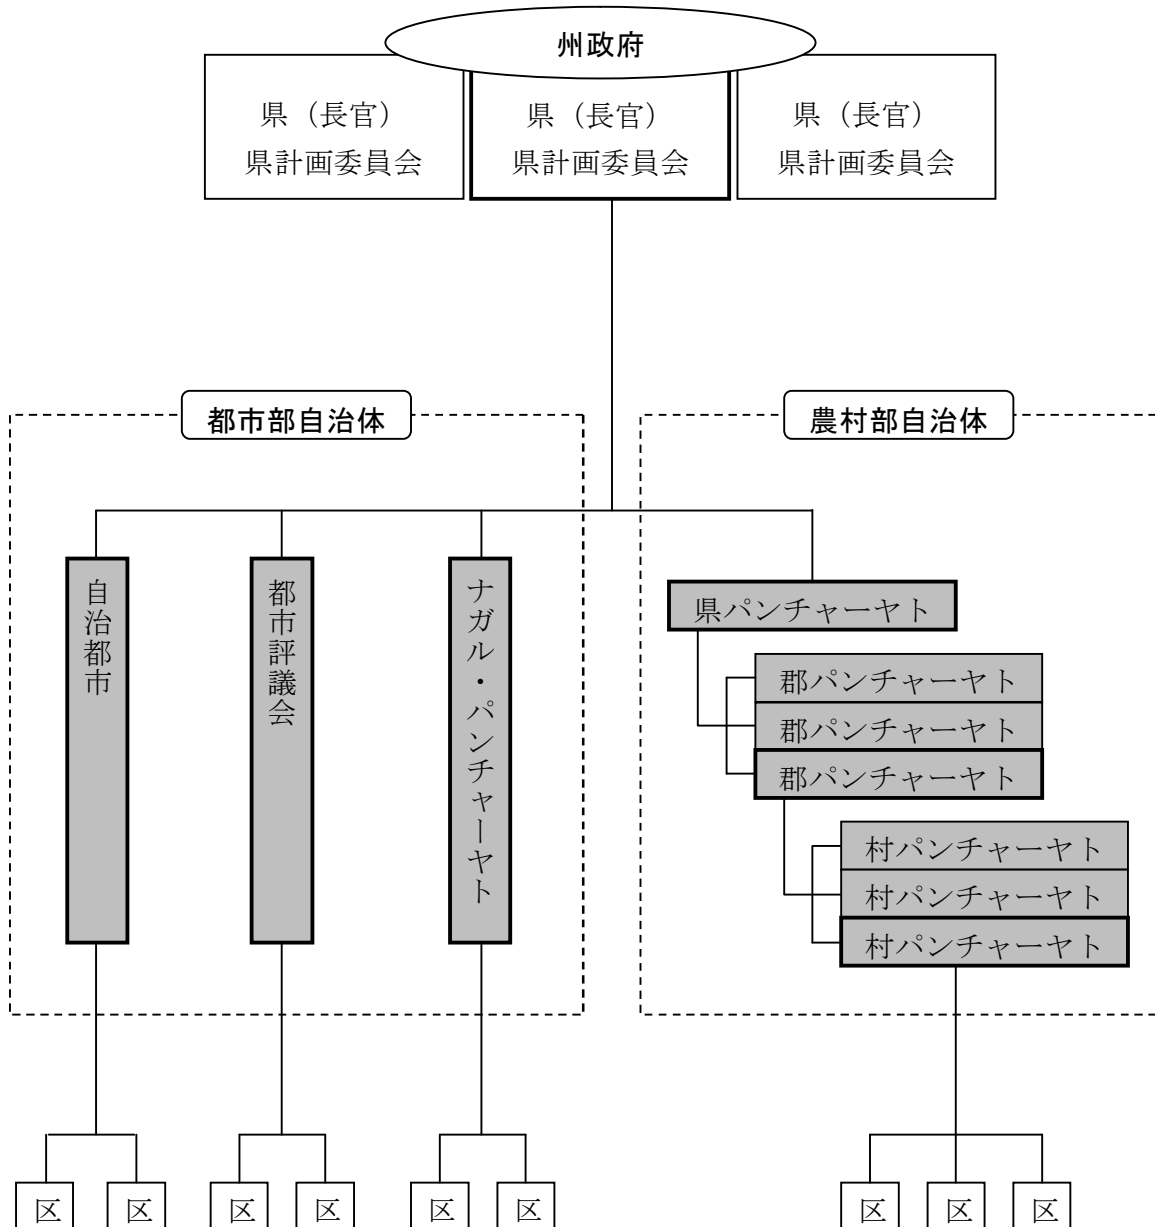 州政府
県（長官）
県計画委員会
県（長官）
県計画委員会
県（長官）
県計画委員会
都市部自治体
農村部自治体
自治都市
都市評議会
ナガル・パンチャーヤト
県パンチャーヤト
郡パンチャーヤト
郡パンチャーヤト
郡パンチャーヤト
村パンチャーヤト
村パンチャーヤト
村パンチャーヤト
区
区
区
区
区
区
区
区
区